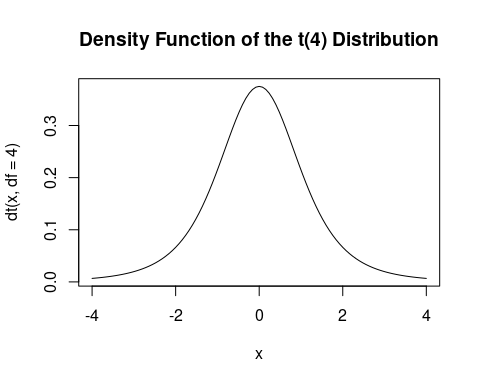 Density Function of the t(4) Distribution
dt(x, df = 4)
0.3
0.2
0.1
0.0
-4 -2 0 2 4
x